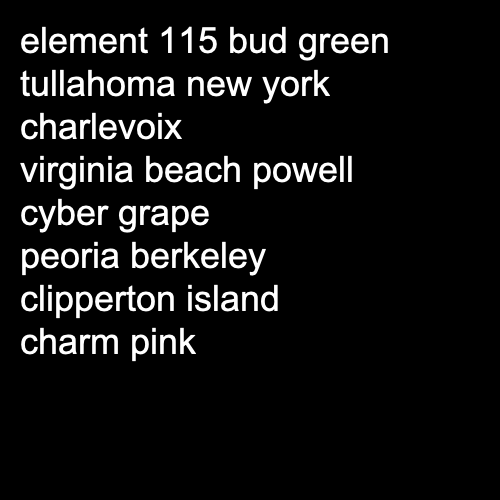 element 115 bud green
tullahoma new york
charlevoix
virginia beach powell
cyber grape
peoria berkeley
clipperton island
charm pink